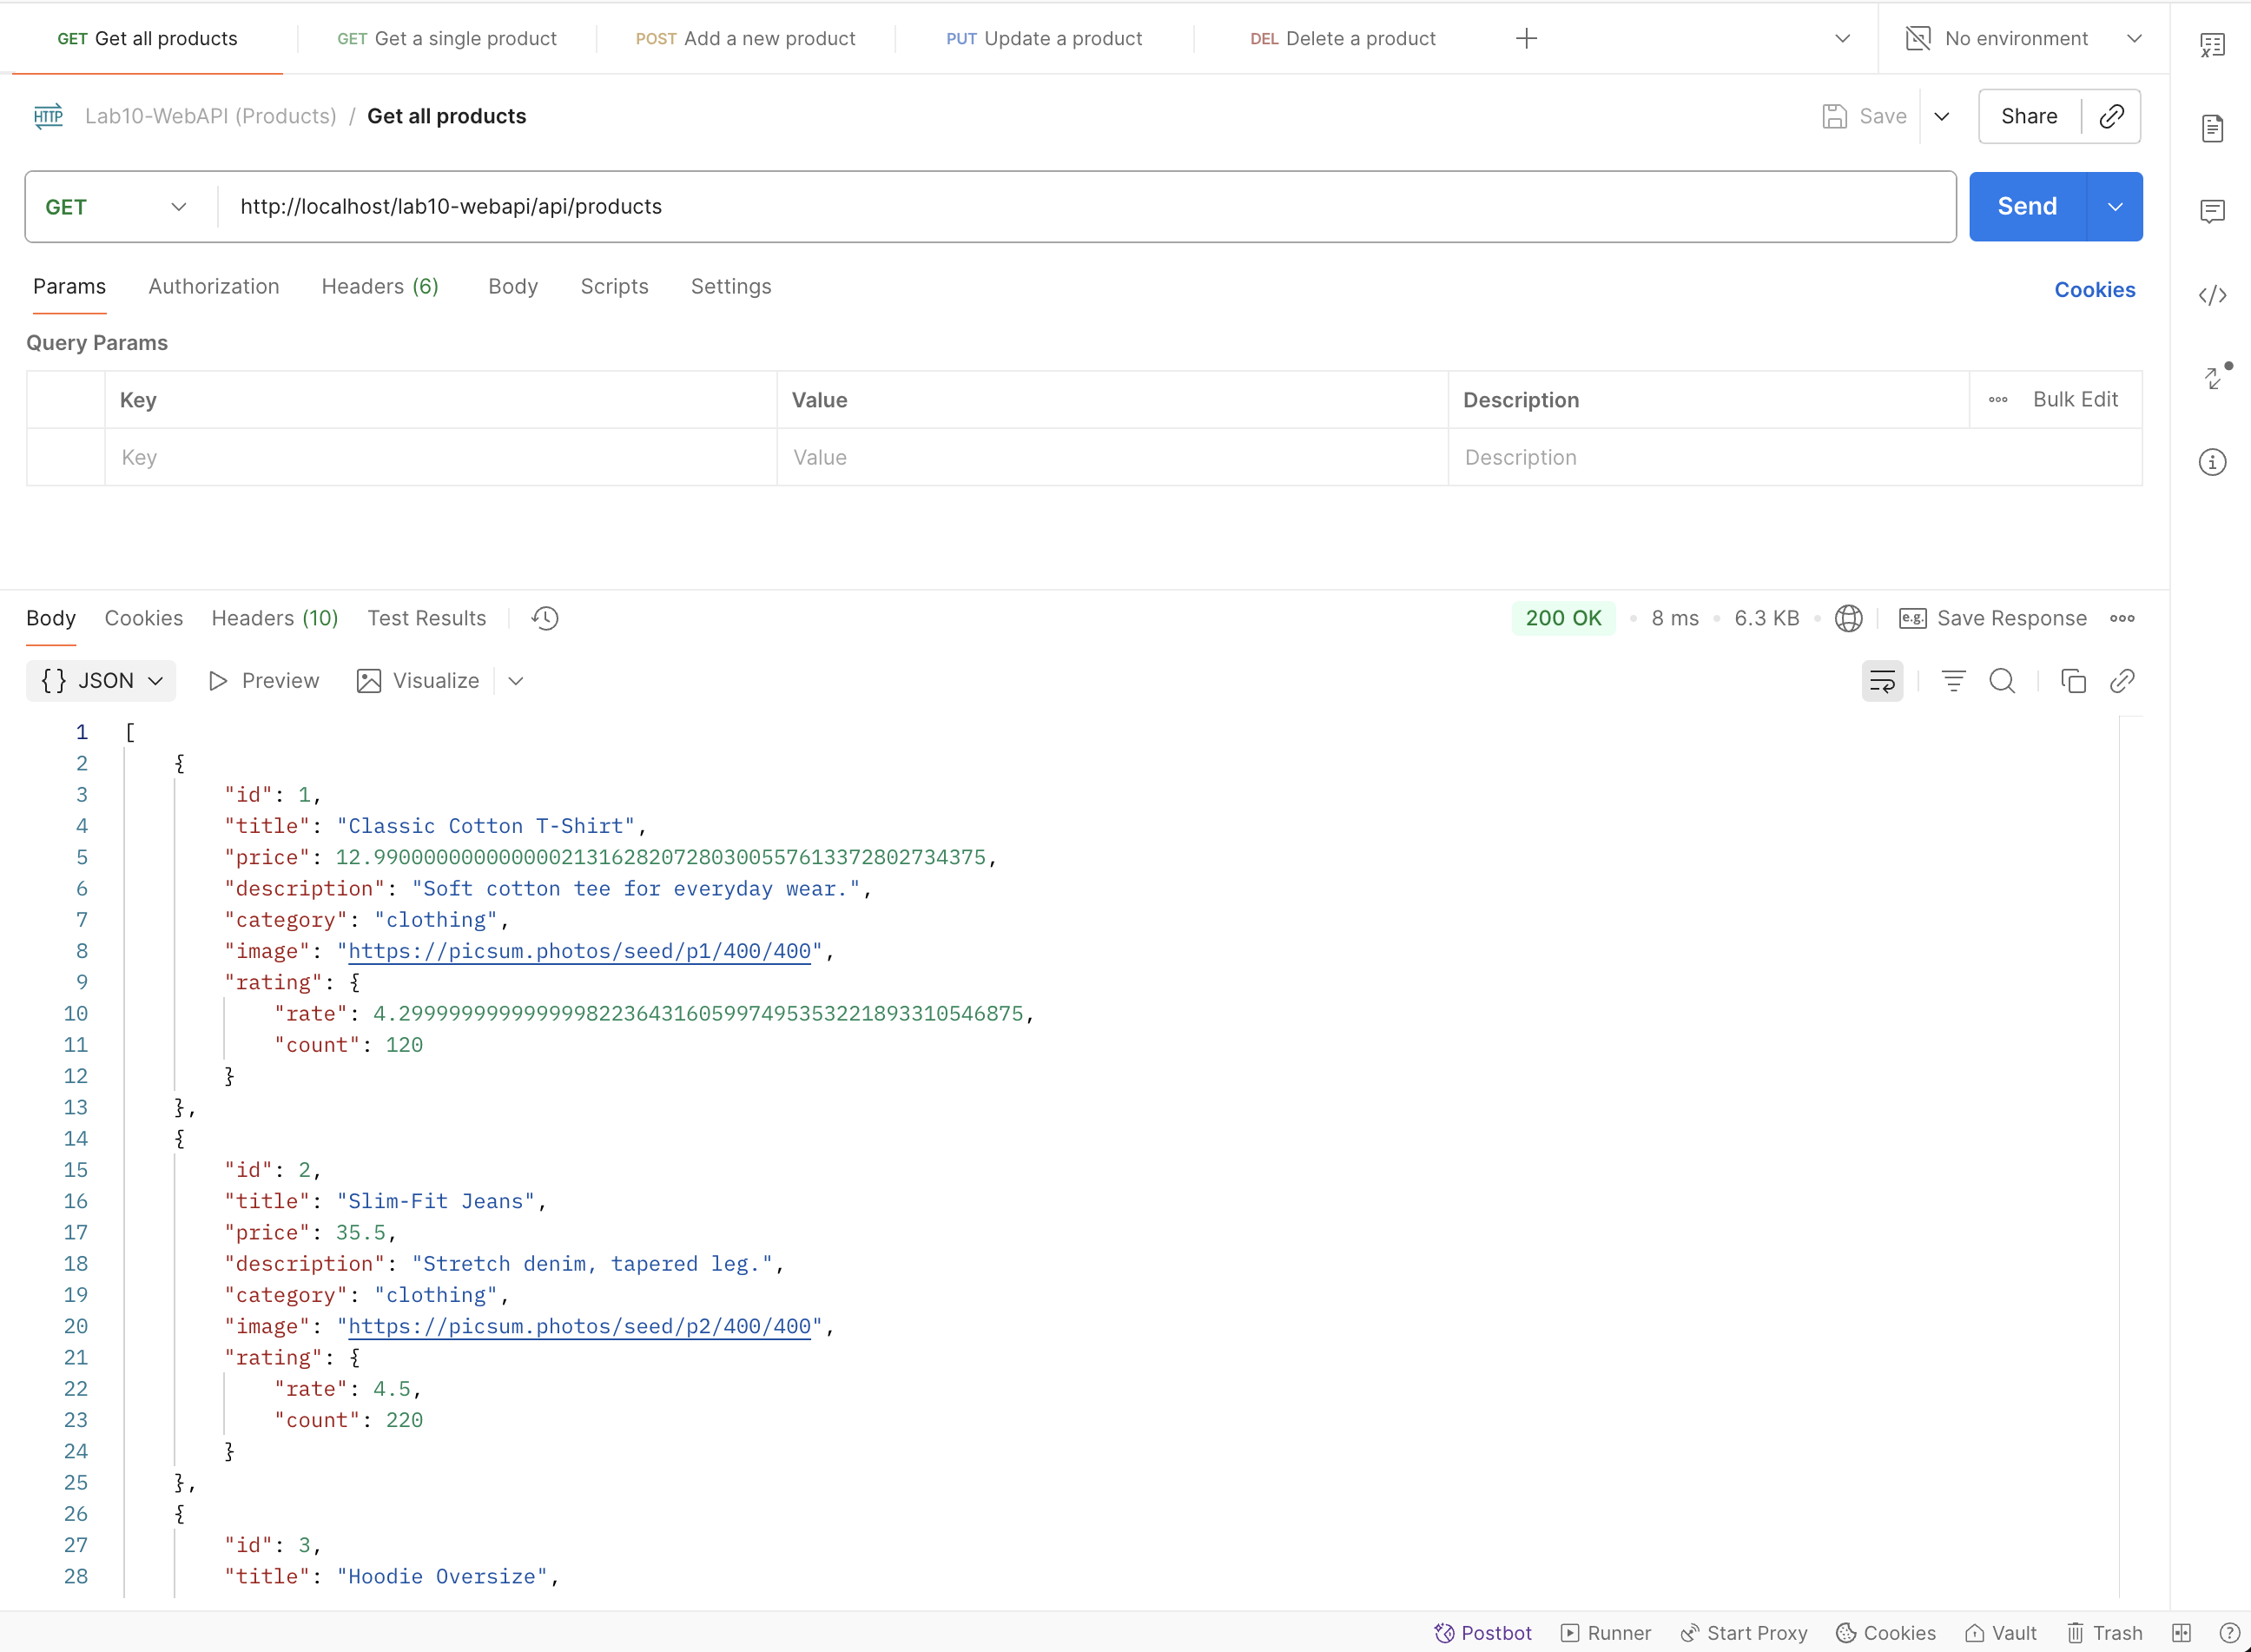 GET Get all products GET Get a single product POST Add a new product PUT Update a product DEL Delete a product No environment
HTTP Lab10-WebAPI (Products) / Get all products Save Share
GET http://localhost/lab10-webapi/api/products Send
Params Authorization Headers (6) Body Scripts Settings Cookies
Query Params
Key Value Description Bulk Edit
Key Value Description
Body Cookies Headers (10) Test Results 200 OK 8 ms 6.3 KB e.g. Save Response
{} JSON Preview Visualize
1 [
2 {
3 "id": 1,
4 "title": "Classic Cotton T-Shirt",
5 "price": 12.9900000000000002131628207280300557613372802734375,
6 "description": "Soft cotton tee for everyday wear.",
7 "category": "clothing",
8 "image": "https://picsum.photos/seed/p1/400/400",
9 "rating": {
10 "rate": 4.29999999999999982236431605997495353221893310546875,
11 "count": 120
12 }
13 },
14 {
15 "id": 2,
16 "title": "Slim-Fit Jeans",
17 "price": 35.5,
18 "description": "Stretch denim, tapered leg.",
19 "category": "clothing",
20 "image": "https://picsum.photos/seed/p2/400/400",
21 "rating": {
22 "rate": 4.5,
23 "count": 220
24 }
25 },
26 {
27 "id": 3,
28 "title": "Hoodie Oversize",
Postbot Runner Start Proxy Cookies Vault Trash